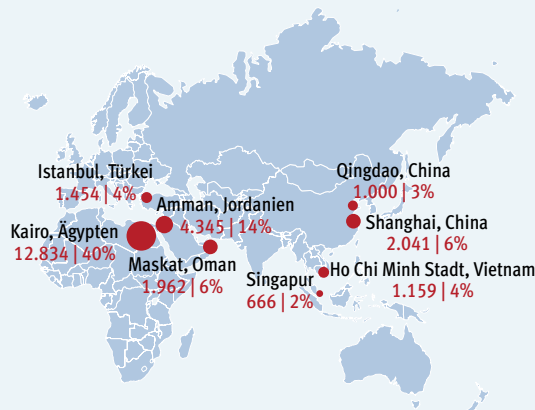 Istanbul, Türkei
1.454 | 4%
Qingdao, China
1.000 | 3%
Amman, Jordanien
4.345 | 14%
Shanghai, China
2.041 | 6%
Kairo, Ägypten
12.834 | 40%
Maskat, Oman
1.962 | 6%
Singapur
666 | 2%
Ho Chi Minh Stadt, Vietnam
1.159 | 4%